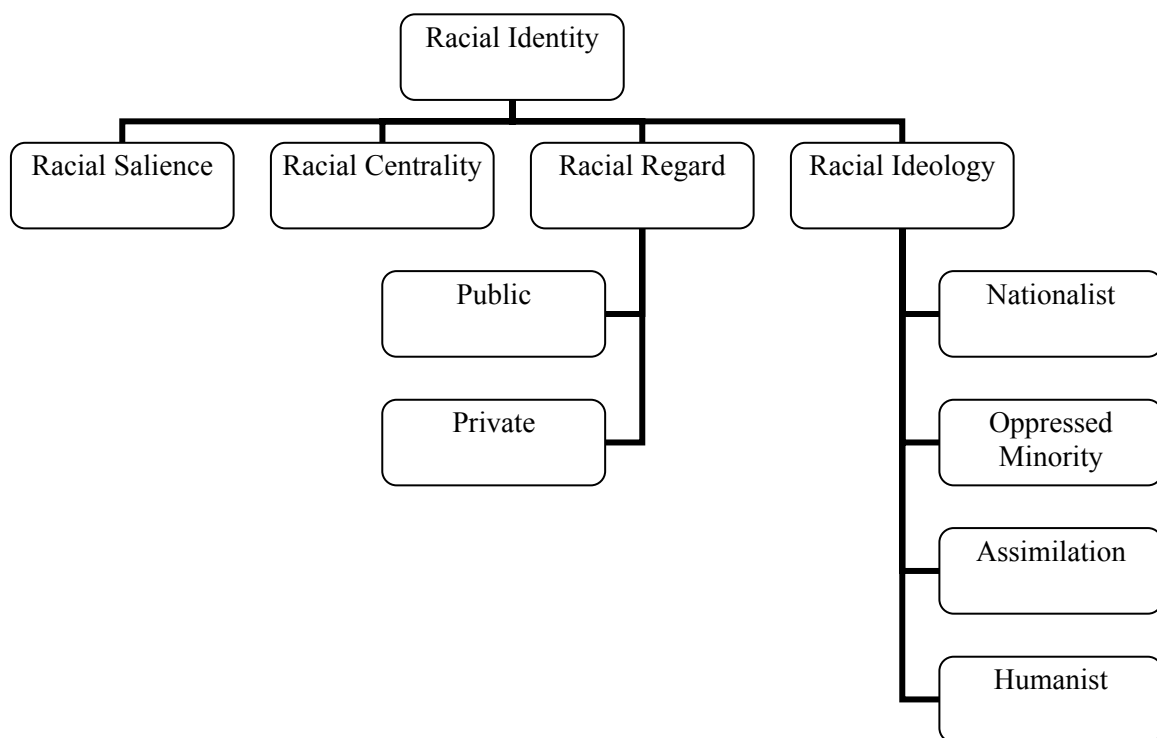 Racial Identity
Racial Salience
Racial Centrality
Racial Regard
Racial Ideology
Public
Private
Nationalist
Oppressed
Minority
Assimilation
Humanist